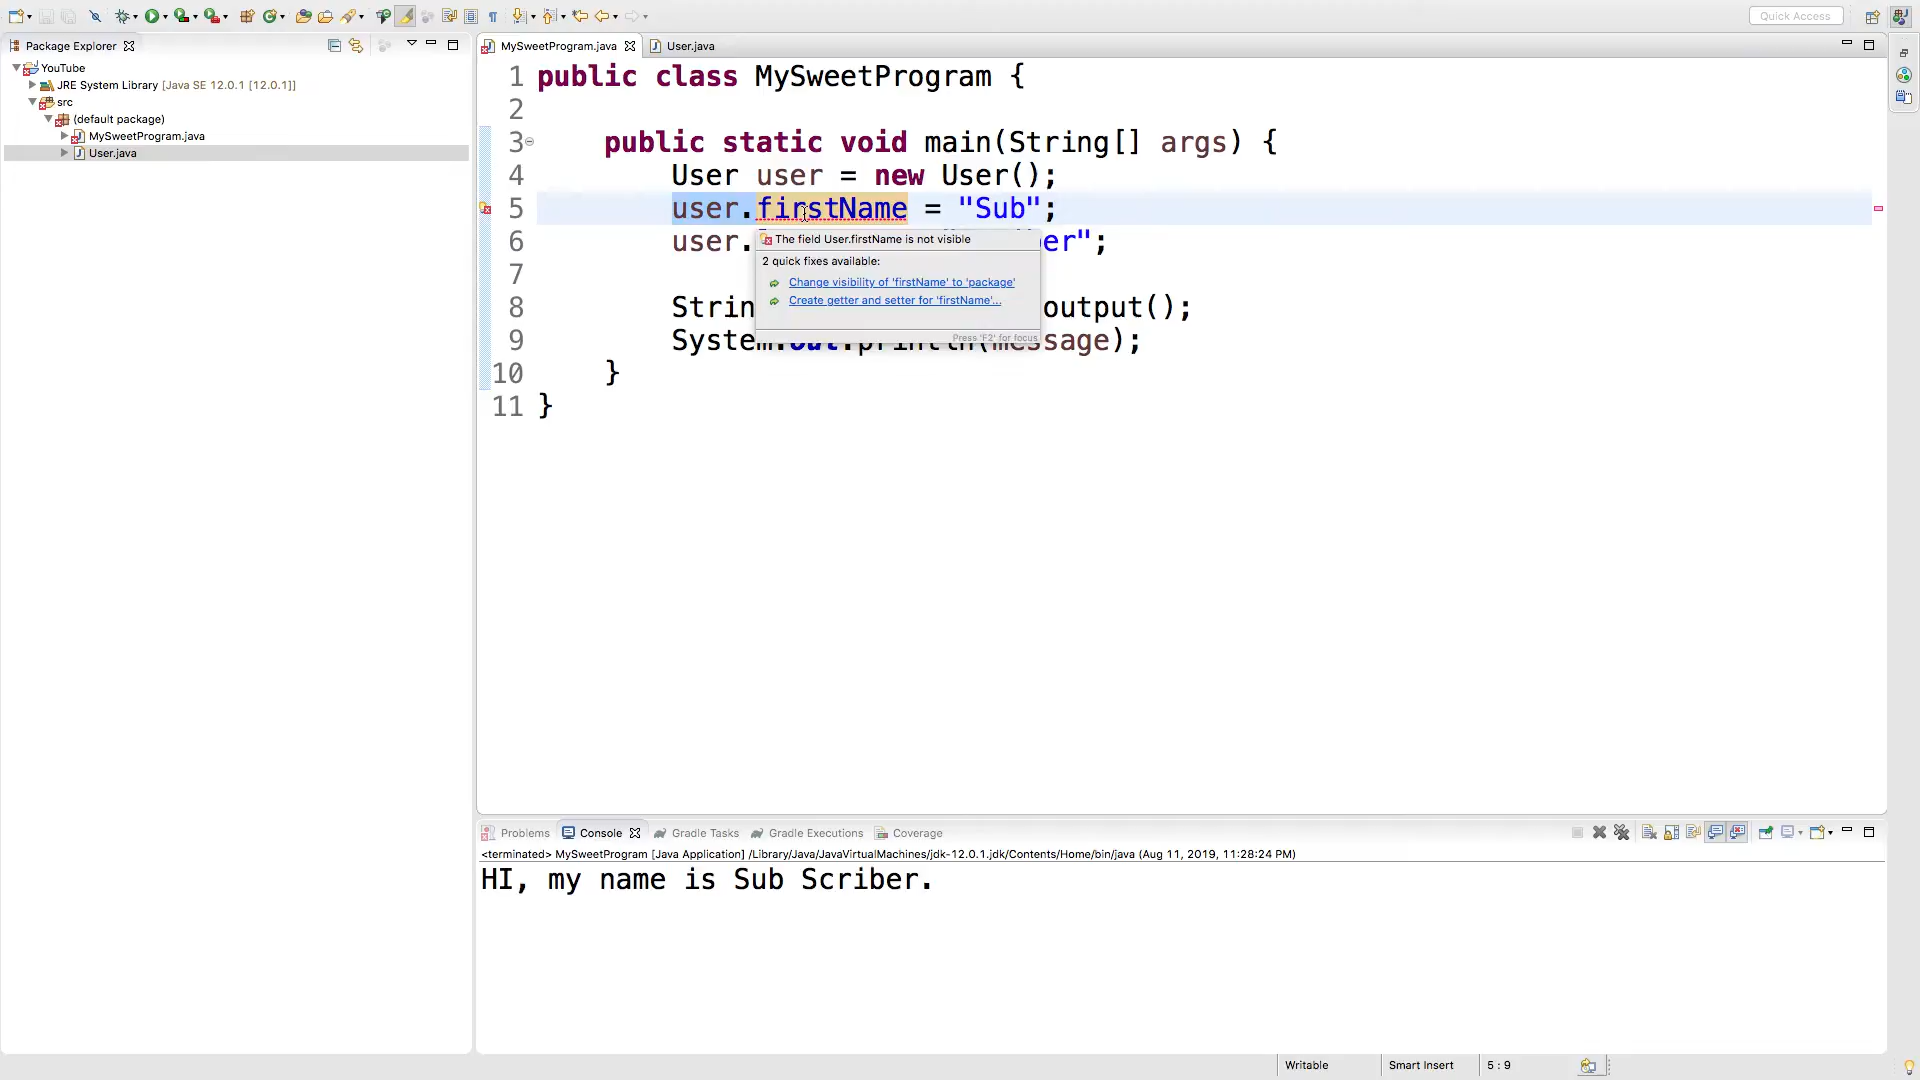 Quick Access
Package Explorer
YouTube
JRE System Library [Java SE 12.0.1 [12.0.1]]
src
(default package)
MySweetProgram.java
User.java
MySweetProgram.java
User.java
1 public class MySweetProgram {
2
3 public static void main(String[] args) {
4 User user = new User();
5 user.firstName = "Sub";
6 user. er";
The field User.firstName is not visible
2 quick fixes available:
7
Change visibility of 'firstName' to 'package'
Create getter and setter for 'firstName'...
8 Strin output();
Press 'F2' for focus
9 System.out.println(message);
10 }
11 }
Problems Console Gradle Tasks Gradle Executions Coverage
<terminated> MySweetProgram [Java Application] /Library/Java/JavaVirtualMachines/jdk-12.0.1.jdk/Contents/Home/bin/java (Aug 11, 2019, 11:28:24 PM)
HI, my name is Sub Scriber.
Writable Smart Insert 5 : 9